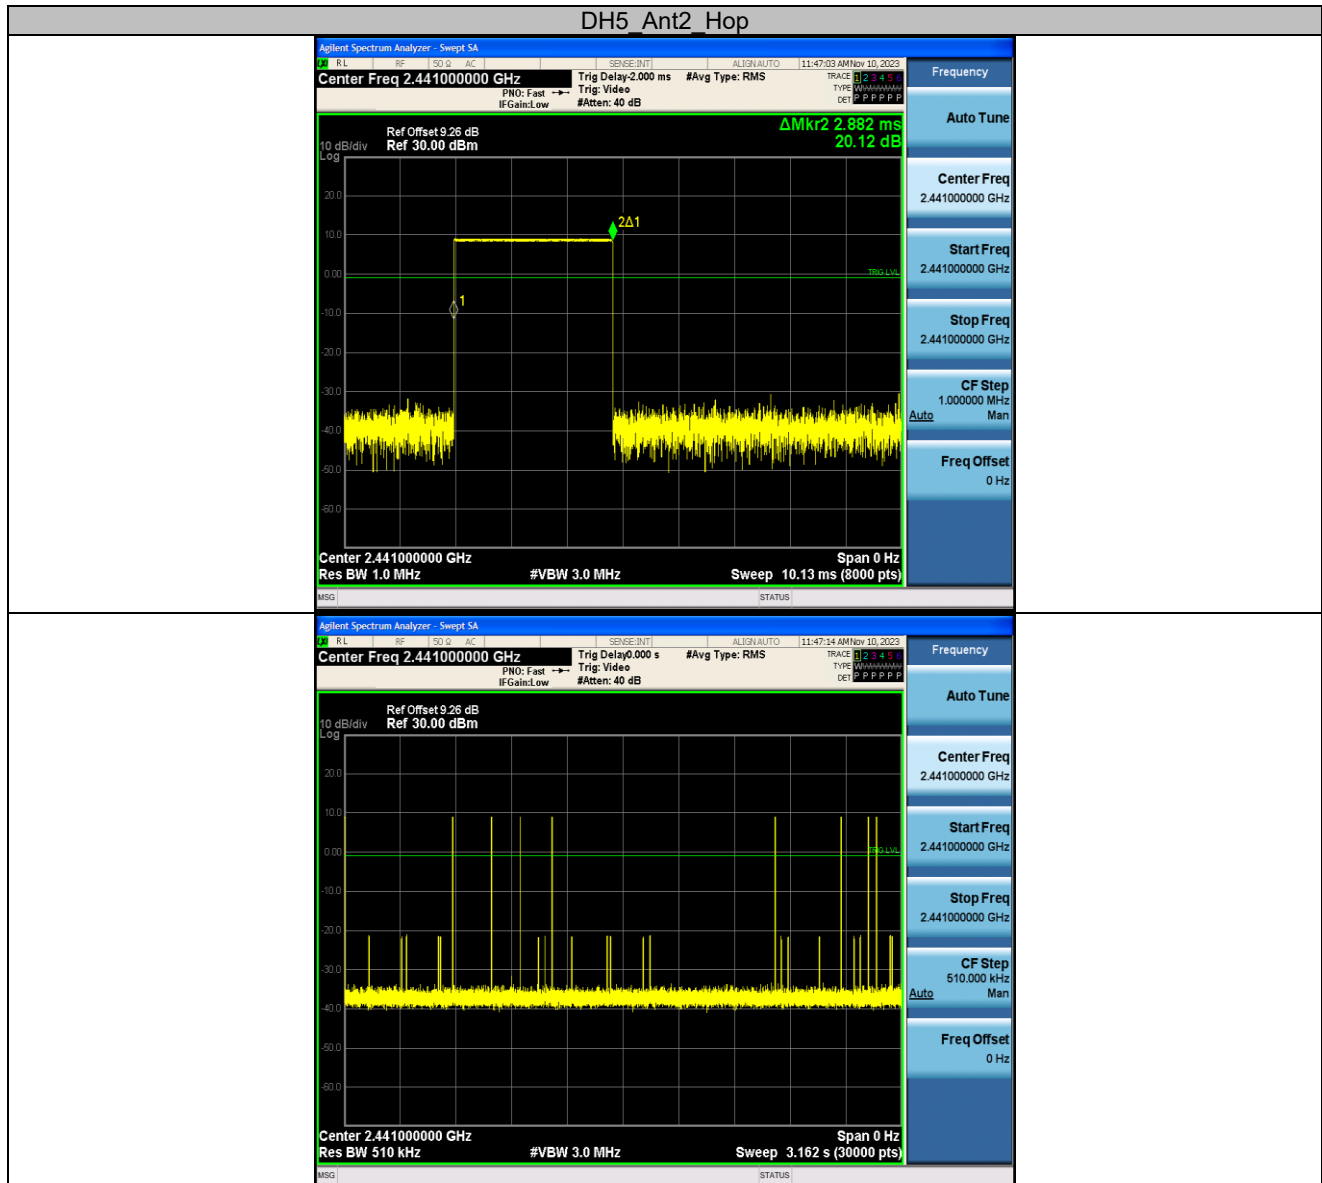 DH5_Ant2_Hop
Agilent Spectrum Analyzer - Swept SA
RL RF 50 Ω AC SENSE:INT ALIGN AUTO 11:47:03 AM Nov 10, 2023
Center Freq 2.441000000 GHz Trig Delay-2.000 ms #Avg Type: RMS TRACE 1 2 3 4 5 6
PNO: Fast Trig: Video TYPE
IFGain:Low #Atten: 40 dB DET P P P P P P
Frequency
ΔMkr2 2.882 ms
20.12 dB
Ref Offset 9.26 dB
10 dB/div Ref 30.00 dBm
Log
20.0
10.0
0.00
-10.0
-20.0
-30.0
-40.0
-50.0
-60.0
2Δ1
1
TRIG LVL
Center 2.441000000 GHz Span 0 Hz
Res BW 1.0 MHz #VBW 3.0 MHz Sweep 10.13 ms (8000 pts)
MSG STATUS
Auto Tune
Center Freq
2.441000000 GHz
Start Freq
2.441000000 GHz
Stop Freq
2.441000000 GHz
CF Step
1.000000 MHz
Auto Man
Freq Offset
0 Hz
Agilent Spectrum Analyzer - Swept SA
RL RF 50 Ω AC SENSE:INT ALIGN AUTO 11:47:14 AM Nov 10, 2023
Center Freq 2.441000000 GHz Trig Delay0.000 s #Avg Type: RMS TRACE 1 2 3 4 5 6
PNO: Fast Trig: Video TYPE
IFGain:Low #Atten: 40 dB DET P P P P P P
Frequency
Ref Offset 9.26 dB
10 dB/div Ref 30.00 dBm
Log
20.0
10.0
0.00
-10.0
-20.0
-30.0
-40.0
-50.0
-60.0
TRIG LVL
Center 2.441000000 GHz Span 0 Hz
Res BW 510 kHz #VBW 3.0 MHz Sweep 3.162 s (30000 pts)
MSG STATUS
Auto Tune
Center Freq
2.441000000 GHz
Start Freq
2.441000000 GHz
Stop Freq
2.441000000 GHz
CF Step
510.000 kHz
Auto Man
Freq Offset
0 Hz